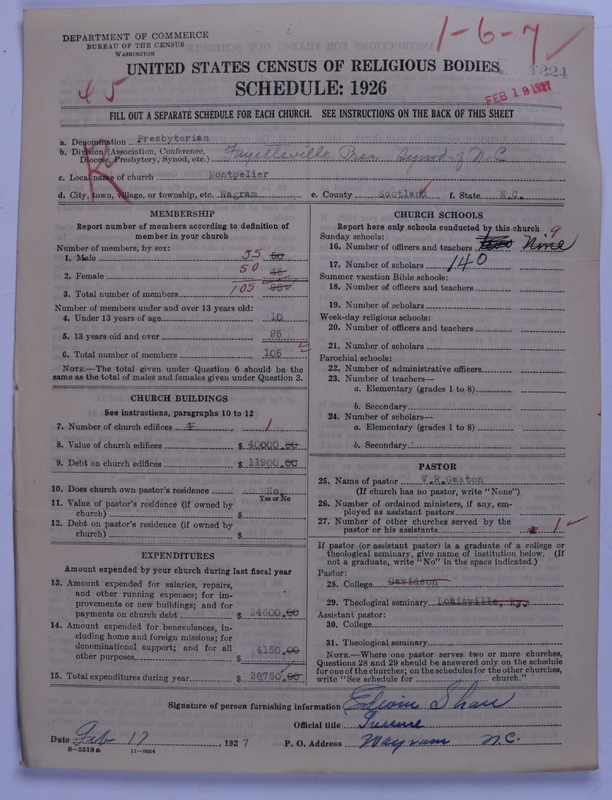 DEPARTMENT OF COMMERCE
BUREAU OF THE CENSUS
WASHINGTON
1-6-7
UNITED STATES CENSUS OF RELIGIOUS BODIES
1224
SCHEDULE: 1926
45
FEB 19 1927
FILL OUT A SEPARATE SCHEDULE FOR EACH CHURCH. SEE INSTRUCTIONS ON THE BACK OF THIS SHEET
a. Denomination Presbyterian
b. Division (Association, Conference, Diocese, Presbytery, Synod, etc.) Fayetteville Pres. Synod of N.C
c. Local name of church Montpelier
d. City, town, village, or township, etc. Wagram e. County Scotland f. State N.C.
MEMBERSHIP
Report number of members according to definition of
member in your church
Number of members, by sex:
1. Male 55 50
2. Female 50 45
3. Total number of members 105 95
Number of members under and over 13 years old:
4. Under 13 years of age 10
5. 13 years old and over 95
6. Total number of members 105
NOTE.—The total given under Question 6 should be
same as the total of males and females given under Question 3.
CHURCH BUILDINGS
See instructions, paragraphs 10 to 12
7. Number of church edifices 1 1
8. Value of church edifices $ 40000.00
9. Debt on church edifices $ 11900.00
10. Does church own pastor's residence No.
Yes or No
11. Value of pastor's residence (if owned by
church) $
12. Debt on pastor's residence (if owned by
church) $
EXPENDITURES
Amount expended by your church during last fiscal year
13. Amount expended for salaries, repairs,
and other running expenses; for im-
provements or new buildings; and for
payments on church debt $ 24600.00
14. Amount expended for benevolences, in-
cluding home and foreign missions; for
denominational support; and for all
other purposes $ 4150.00
15. Total expenditures during year $ 28750.00
CHURCH SCHOOLS
Report here only schools conducted by this church
Sunday schools:
16. Number of officers and teachers two Nine 9
17. Number of scholars 140
Summer vacation Bible schools:
18. Number of officers and teachers
19. Number of scholars
Week-day religious schools:
20. Number of officers and teachers
21. Number of scholars
Parochial schools:
22. Number of administrative officers
23. Number of teachers—
a. Elementary (grades 1 to 8)
b. Secondary
24. Number of scholars—
a. Elementary (grades 1 to 8)
b. Secondary
PASTOR
25. Name of pastor V.R.Gaston
(If church has no pastor, write "None")
26. Number of ordained ministers, if any, em-
ployed as assistant pastors
27. Number of other churches served by the
pastor or his assistants 1
If pastor (or assistant pastor) is a graduate of a college or
theological seminary, give name of institution below. (If
not a graduate, write "No" in the space indicated.)
Pastor:
28. College Davidson
29. Theological seminary Louisville, Ky.
Assistant pastor:
30. College
31. Theological seminary
NOTE.—Where one pastor serves two or more churches,
Questions 28 and 29 should be answered only on the schedule
for one of the churches; on the schedules for the other churches,
write "See schedule for church."
Signature of person furnishing information Edwin Shaw
Official title
Date Feb 17, 1927 P. O. Address Wagram N.C.
6—5518a 11—9054